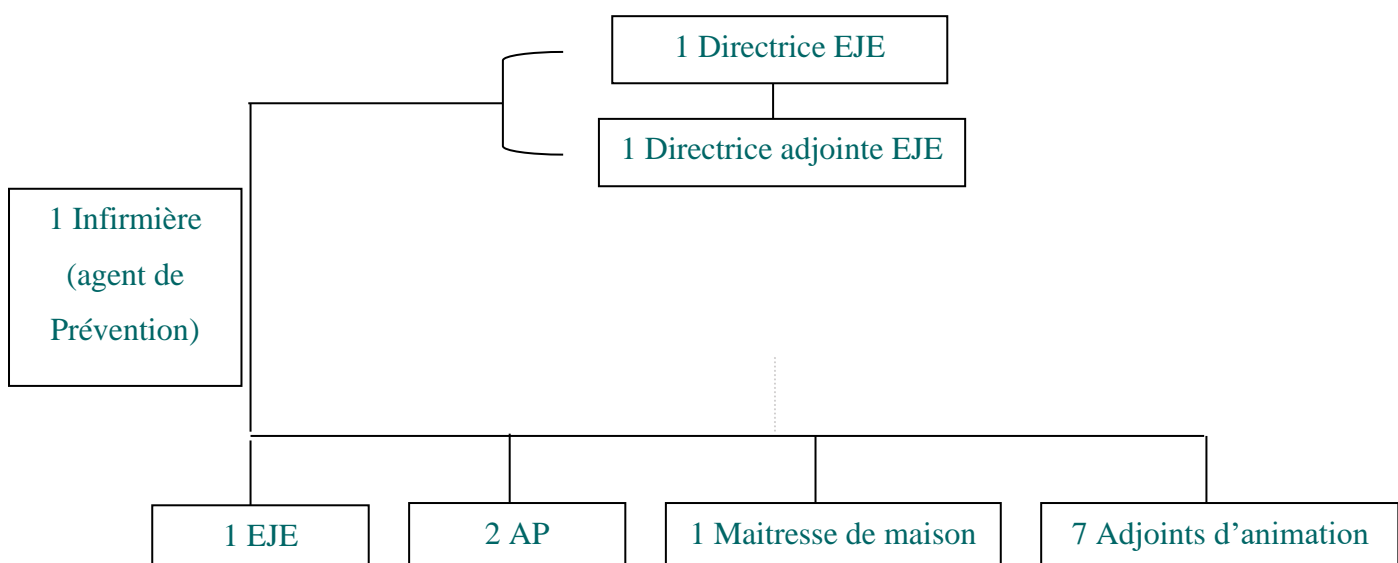 1 Directrice EJE
1 Directrice adjointe EJE
1 Infirmière
(agent de
Prévention)
1 EJE
2 AP
1 Maitresse de maison
7 Adjoints d’animation